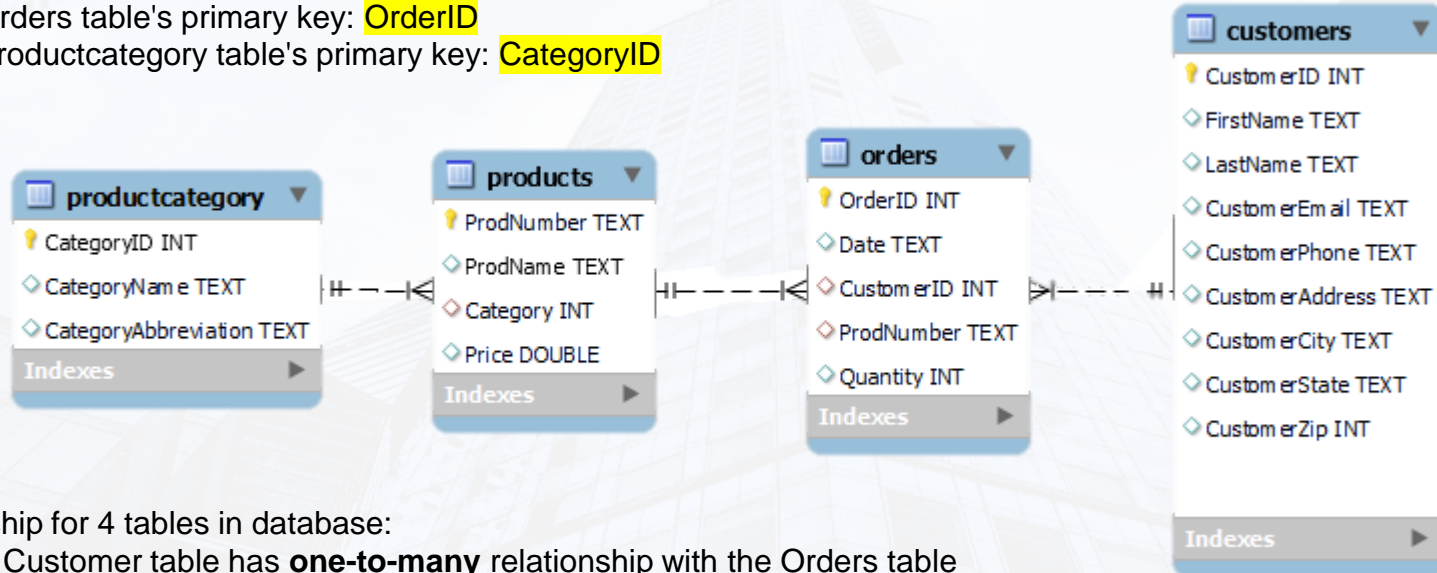 rders table's primary key: OrderID
roductcategory table's primary key: CategoryID
productcategory
CategoryID INT
CategoryName TEXT
CategoryAbbreviation TEXT
Indexes
products
ProdNumber TEXT
ProdName TEXT
Category INT
Price DOUBLE
Indexes
orders
OrderID INT
Date TEXT
CustomerID INT
ProdNumber TEXT
Quantity INT
Indexes
customers
CustomerID INT
FirstName TEXT
LastName TEXT
CustomerEmail TEXT
CustomerPhone TEXT
CustomerAddress TEXT
CustomerCity TEXT
CustomerState TEXT
CustomerZip INT
Indexes
hip for 4 tables in database:
Customer table has one-to-many relationship with the Orders table